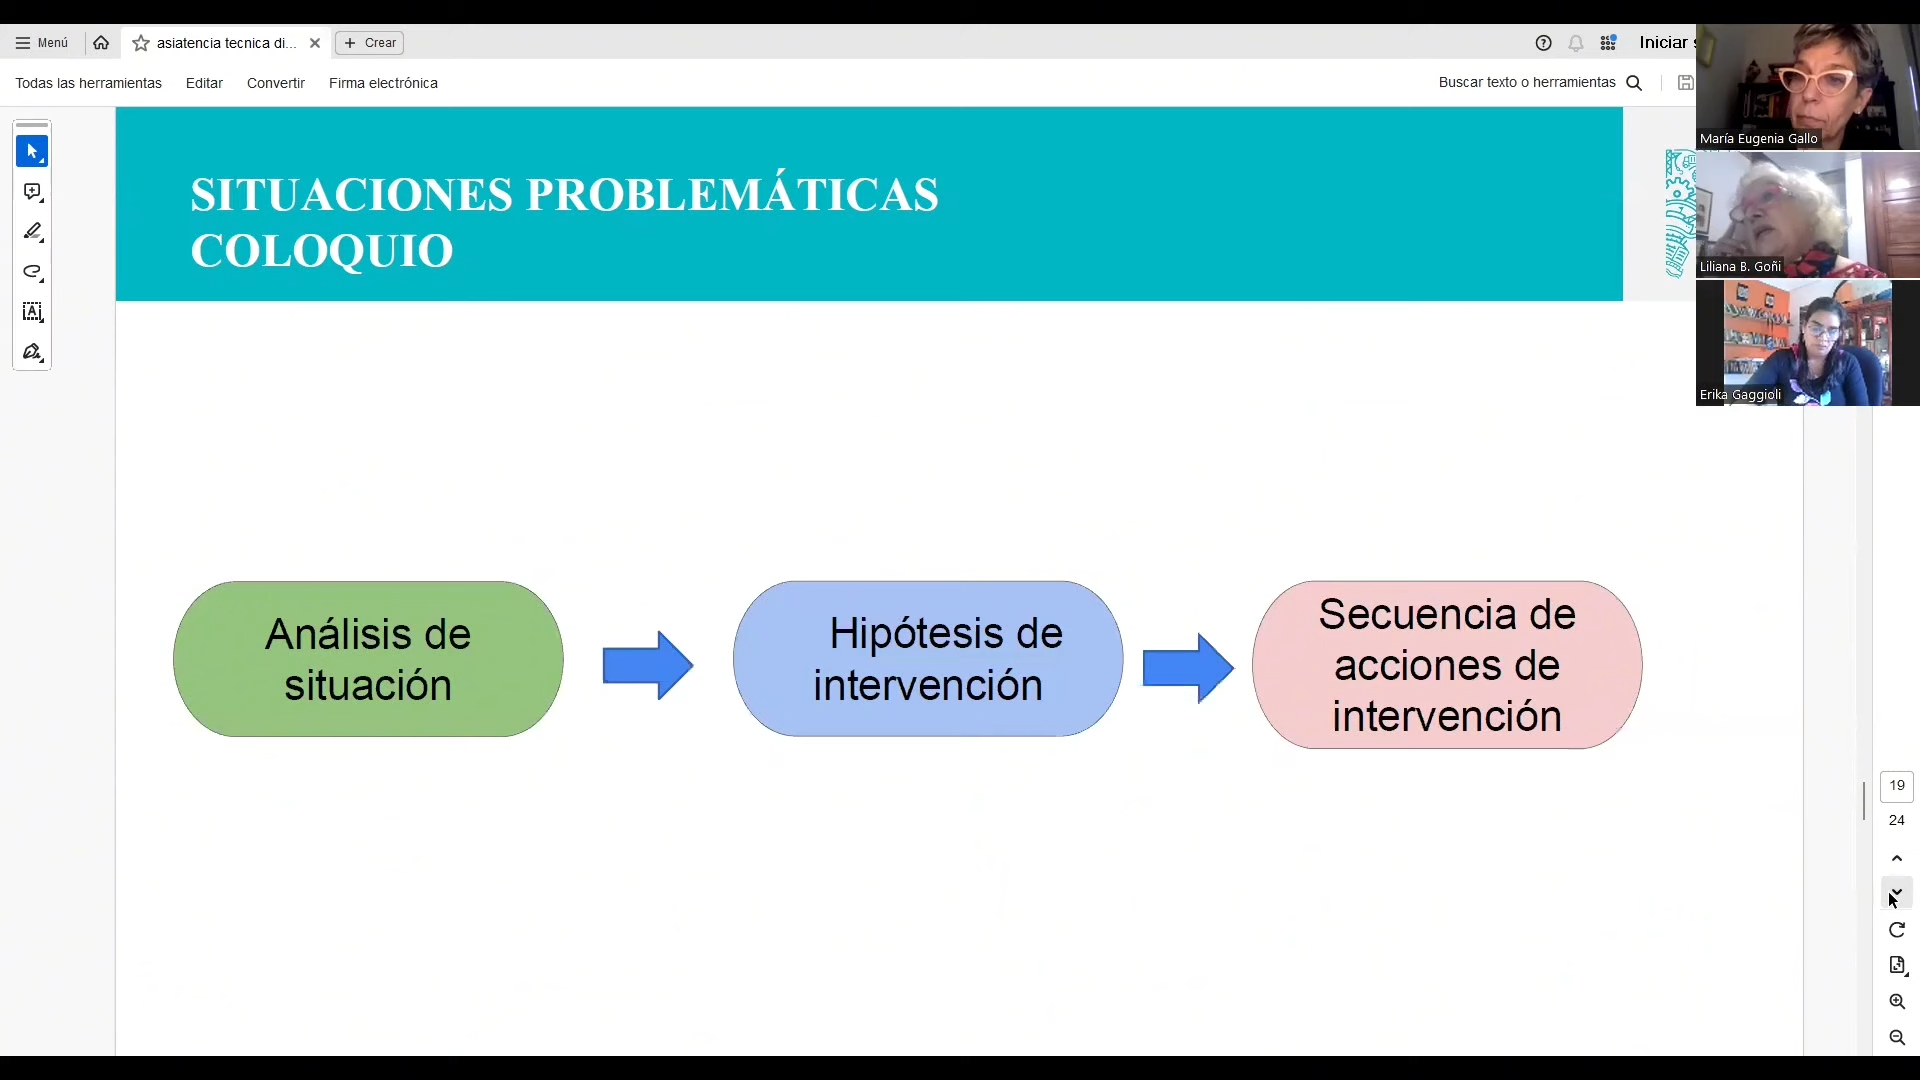 Menú
asiatencia tecnica di...
Crear
Iniciar s
Todas las herramientas
Editar
Convertir
Firma electrónica
Buscar texto o herramientas
SITUACIONES PROBLEMÁTICAS
COLOQUIO
María Eugenia Gallo
Liliana B. Goñi
Erika Gaggioli
Análisis de
situación
Hipótesis de
intervención
Secuencia de
acciones de
intervención
19
24